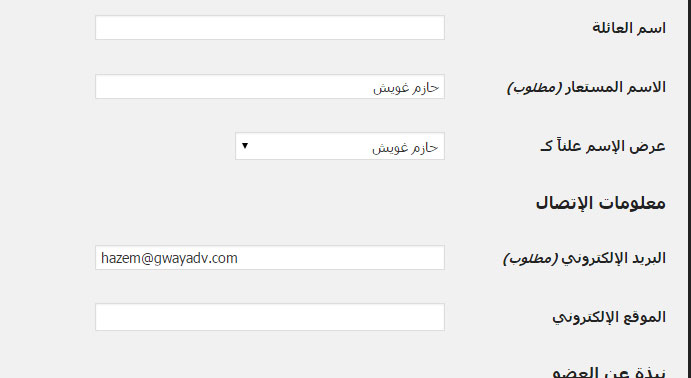 اسم العائلة
الاسم المستعار (مطلوب) حازم غويش
عرض الإسم علناً كـ حازم غويش
معلومات الإتصال
البريد الإلكتروني (مطلوب) hazem@gwayadv.com
الموقع الإلكتروني
نبذة عن العضو